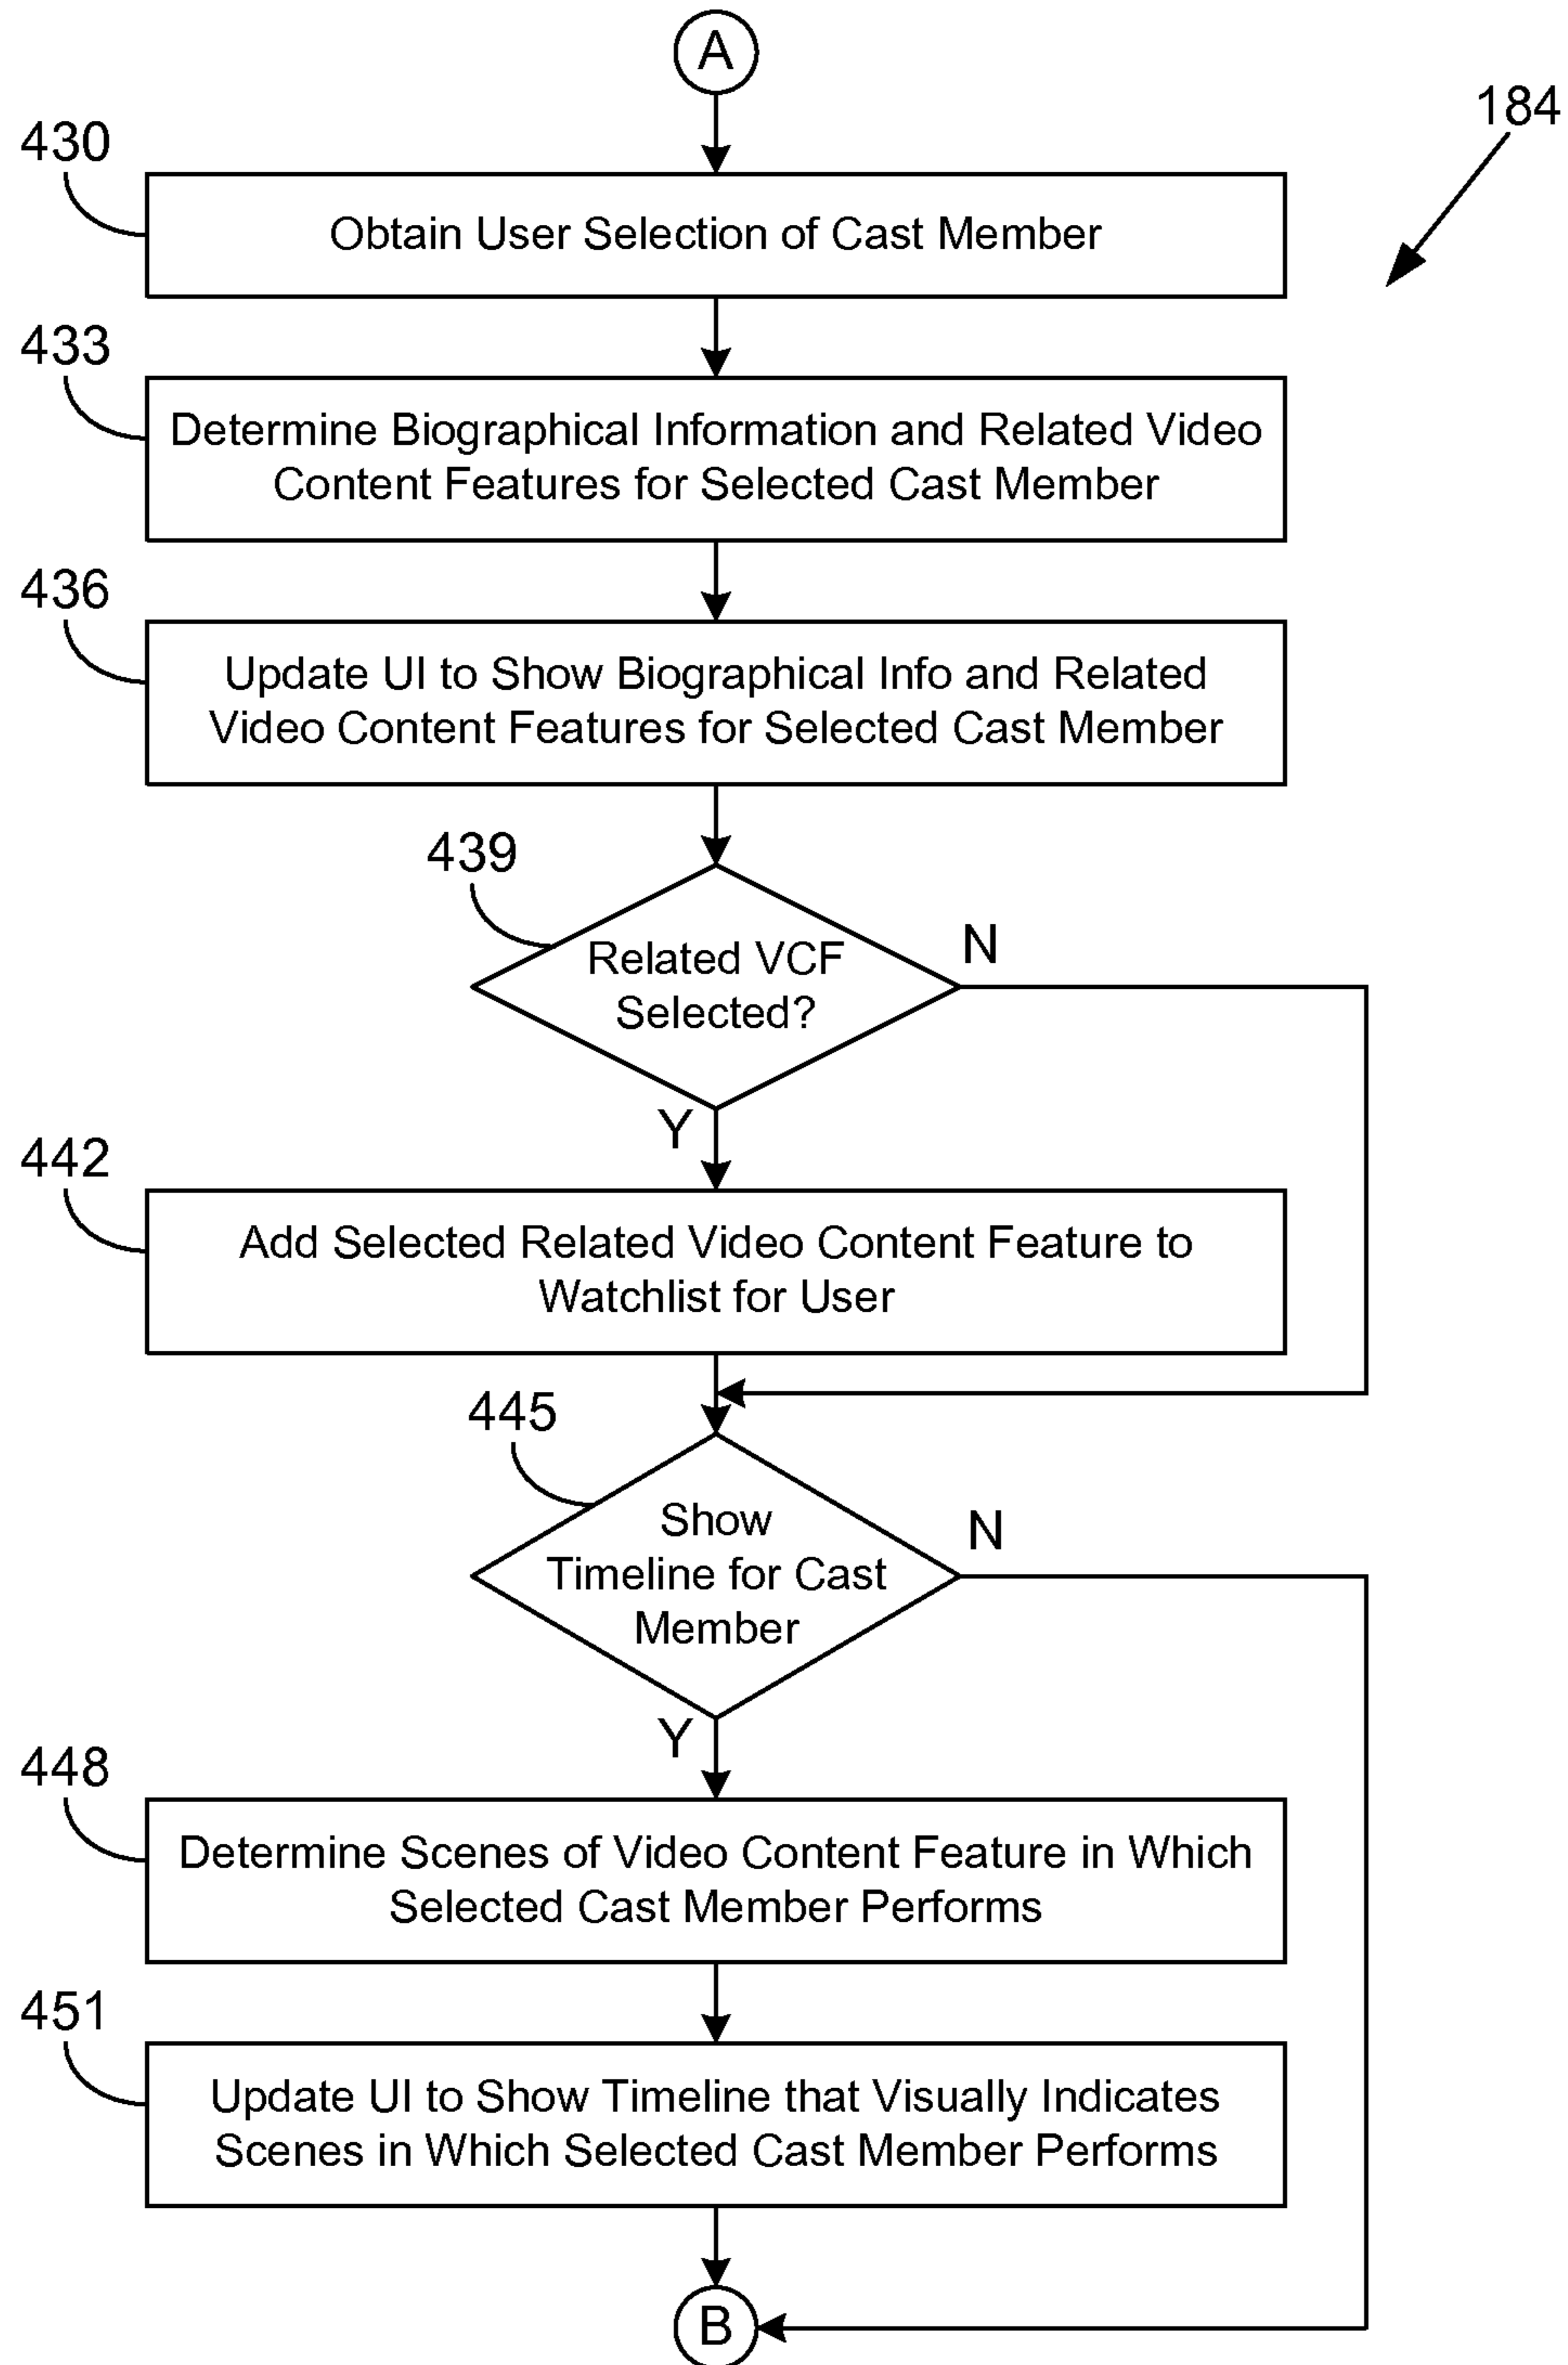 A
184
430
Obtain User Selection of Cast Member
433
Determine Biographical Information and Related Video
Content Features for Selected Cast Member
436
Update UI to Show Biographical Info and Related
Video Content Features for Selected Cast Member
439
Related VCF
Selected?
N
Y
442
Add Selected Related Video Content Feature to
Watchlist for User
445
Show
Timeline for Cast
Member
N
Y
448
Determine Scenes of Video Content Feature in Which
Selected Cast Member Performs
451
Update UI to Show Timeline that Visually Indicates
Scenes in Which Selected Cast Member Performs
B